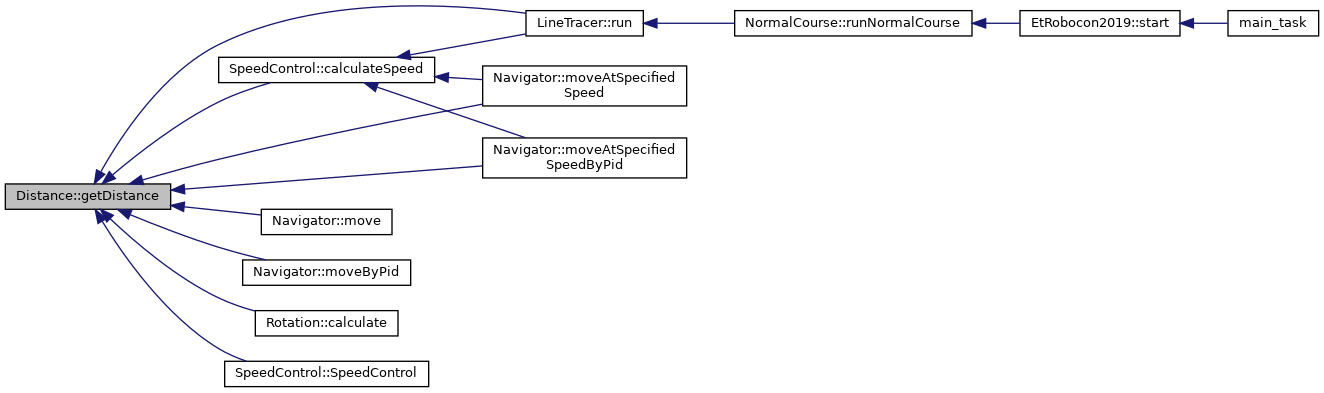 LineTracer::run
NormalCourse::runNormalCourse
EtRobocon2019::start
main_task
SpeedControl::calculateSpeed
Navigator::moveAtSpecified
Speed
Navigator::moveAtSpecified
SpeedByPid
Distance::getDistance
Navigator::move
Navigator::moveByPid
Rotation::calculate
SpeedControl::SpeedControl